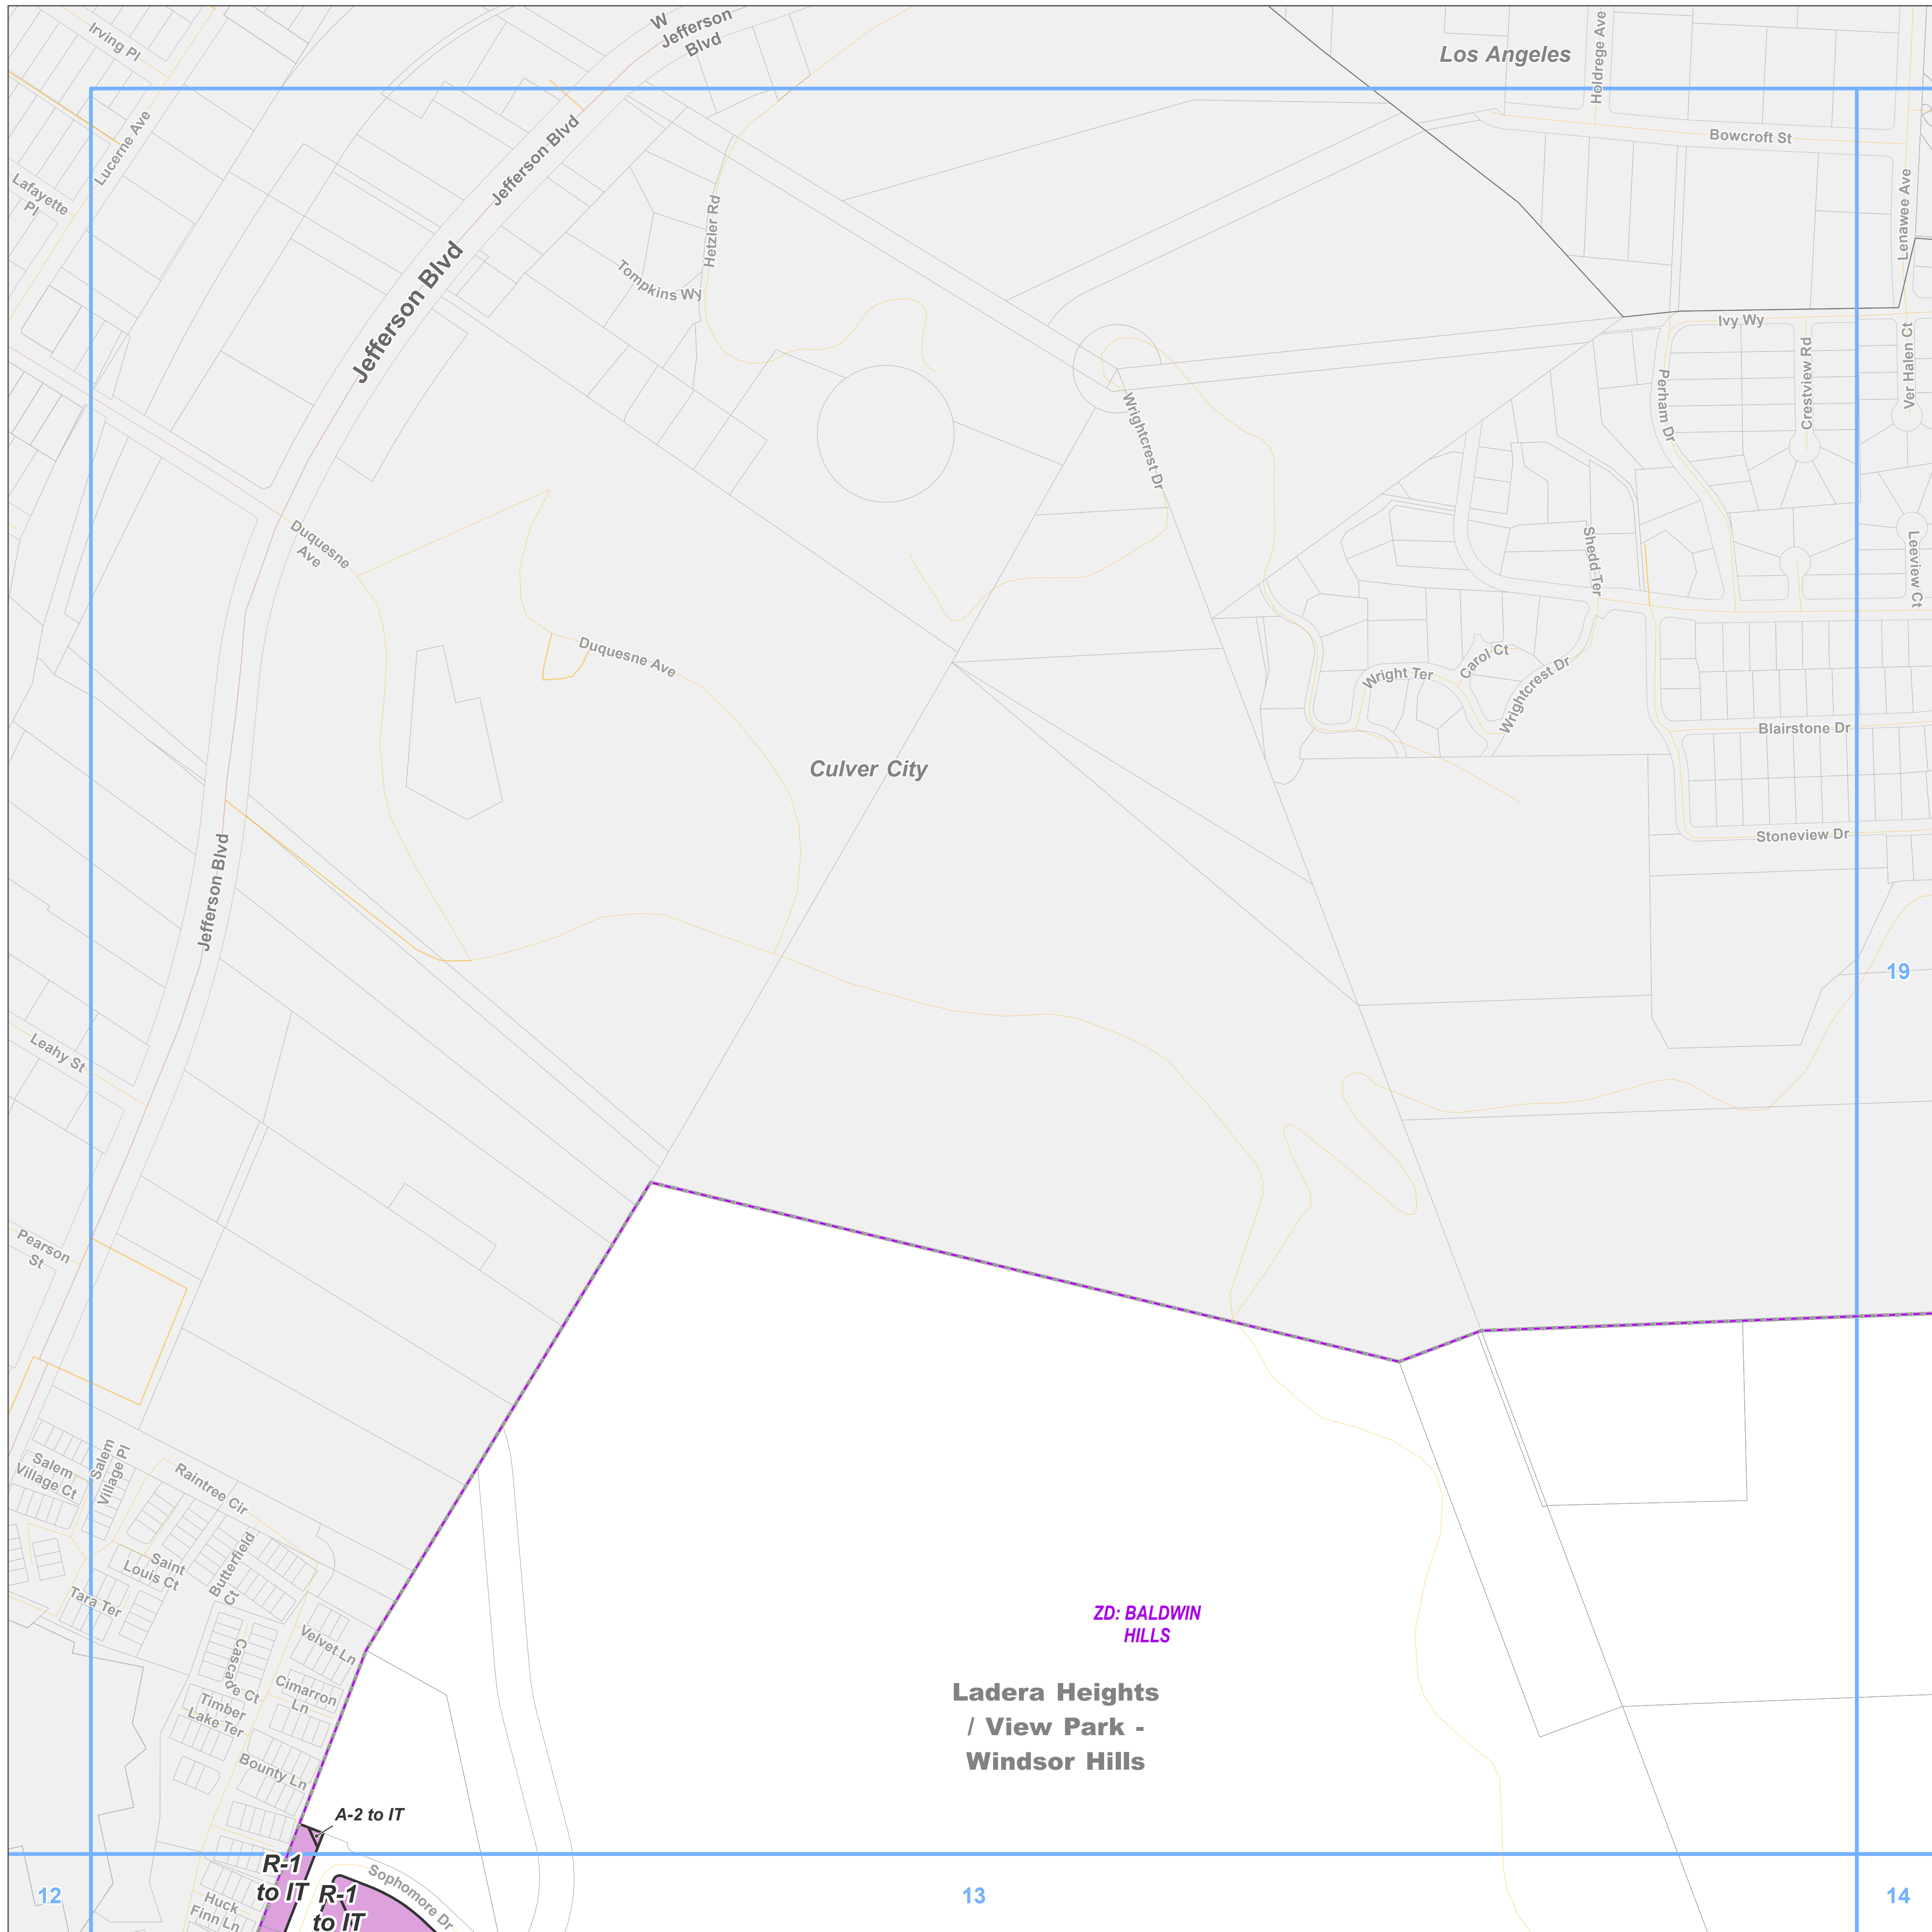 Irving Pl
W
Jefferson
Blvd
Los Angeles
Holdrege Ave
Lucerne Ave
Jefferson Blvd
Bowcroft St
Lafayette
Pl
Hetzler Rd
Lenawee Ave
Tompkins Wy
Jefferson Blvd
Ivy Wy
Perham Dr
Crestview Rd
Ver Halen Ct
Wrightcrest Dr
Duquesne
Ave
Shedd Ter
Leeview Ct
Duquesne Ave
Wright Ter
Carol Ct
Wrightcrest Dr
Blairstone Dr
Culver City
Stoneview Dr
Jefferson Blvd
19
Leahy St
Pearson
St
Salem
Village Ct
Salem
Village Pl
Raintree Cir
Saint
Louis Ct
Butterfield
Ct
Tara Ter
Velvet Ln
Cascade Ct
Cimarron
Ln
Timber
Lake Ter
Bounty Ln
ZD: BALDWIN
HILLS
Ladera Heights
/ View Park -
Windsor Hills
A-2 to IT
R-1
to IT
R-1
to IT
Sophomore Dr
Huck
Finn Ln
12
13
14